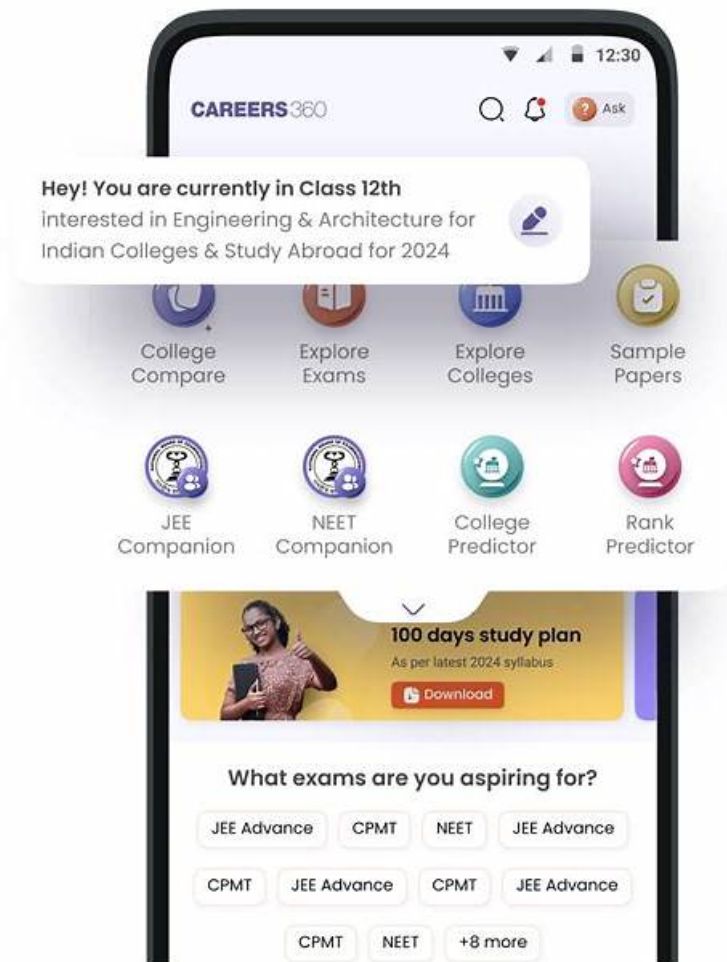 12:30
CAREERS360
Ask
Hey! You are currently in Class 12th
interested in Engineering & Architecture for
Indian Colleges & Study Abroad for 2024
College Compare
Explore Exams
Explore Colleges
Sample Papers
JEE Companion
NEET Companion
College Predictor
Rank Predictor
100 days study plan
As per latest 2024 syllabus
Download
What exams are you aspiring for?
JEE Advance CPMT NEET JEE Advance
CPMT JEE Advance CPMT JEE Advance
CPMT NEET +8 more